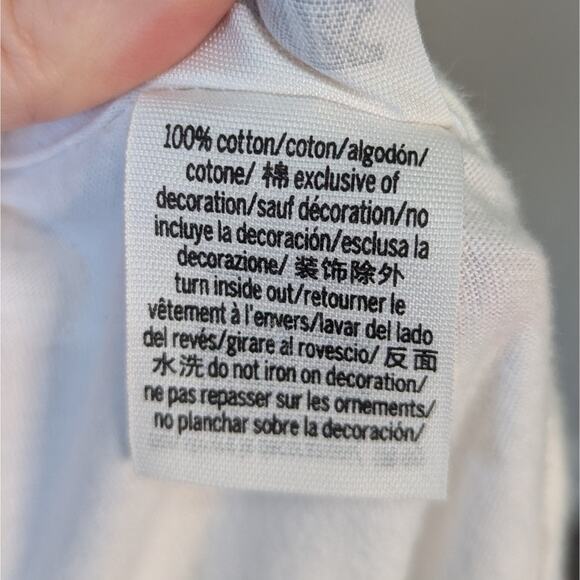 100% cotton/coton/algodón/
cotone/ 棉 exclusive of
decoration/sauf décoration/no
incluye la decoración/esclusa la
decorazione/ 装饰除外
turn inside out/retourner le
vêtement à l'envers/lavar del lado
del revés/girare al rovescio/ 反面
水洗 do not iron on decoration/
ne pas repasser sur les ornements/
no planchar sobre la decoración/